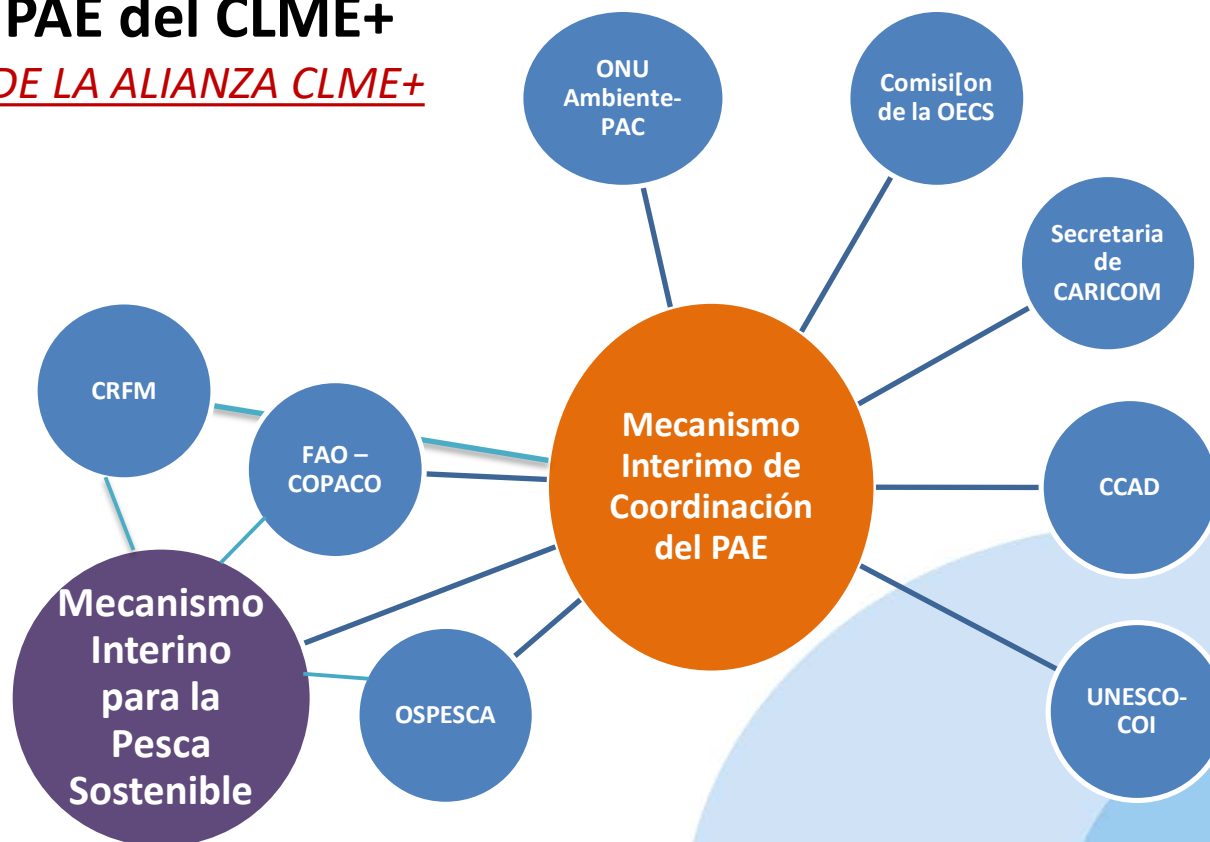 PAE del CLME+
DE LA ALIANZA CLME+
ONU
Ambiente-
PAC
Comisi[on
de la OECS
Secretaria
de
CARICOM
CRFM
FAO –
COPACO
Mecanismo
Interimo de
Coordinación
del PAE
CCAD
Mecanismo
Interino
para la
Pesca
Sostenible
OSPESCA
UNESCO-
COI